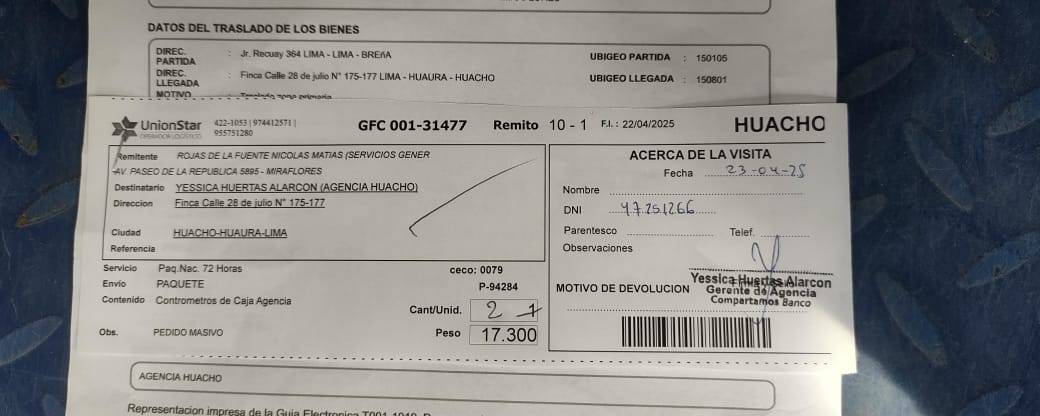 DATOS DEL TRASLADO DE LOS BIENES
DIREC. PARTIDA : Jr. Recuay 364 LIMA - LIMA - BREñA
UBIGEO PARTIDA : 150105
DIREC. LLEGADA : Finca Calle 28 de julio N° 175-177 LIMA - HUAURA - HUACHO
UBIGEO LLEGADA : 150801
MOTIVO : Traslado zona primaria
UnionStar
OPERADOR LOGÍSTICO
422-1053 | 974412571 |
955751280
GFC 001-31477
Remito 10 - 1
F.I. : 22/04/2025
HUACHO
Remitente ROJAS DE LA FUENTE NICOLAS MATIAS (SERVICIOS GENER
AV. PASEO DE LA REPUBLICA 5895 - MIRAFLORES
Destinatario YESSICA HUERTAS ALARCON (AGENCIA HUACHO)
Direccion Finca Calle 28 de julio N° 175-177
Ciudad HUACHO-HUAURA-LIMA
Referencia
Servicio Paq.Nac. 72 Horas
ceco: 0079
Envio PAQUETE
P-94284
Contenido Contrometros de Caja Agencia
Cant/Unid. 2
Obs. PEDIDO MASIVO
Peso 17.300
ACERCA DE LA VISITA
Fecha 23-04-25
Nombre
DNI 47251266
Parentesco
Telef.
Observaciones
MOTIVO DE DEVOLUCION
Yessica Huertas Alarcon
Gerente de Agencia
Compartamos Banco
AGENCIA HUACHO
Representacion impresa de la Guia Electronica